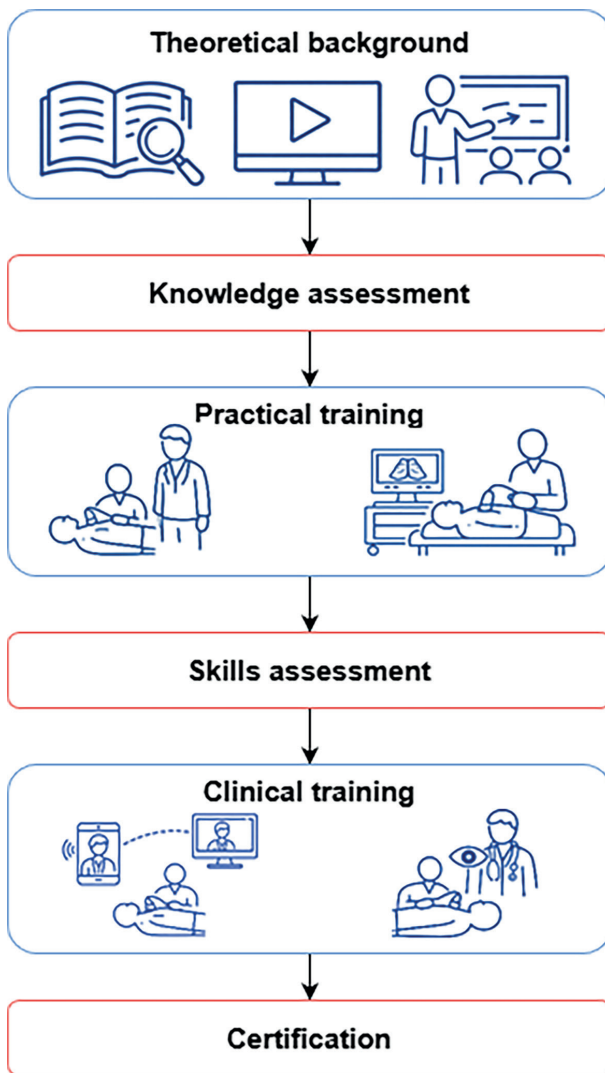 Theoretical background
Knowledge assessment
Practical training
Skills assessment
Clinical training
Certification